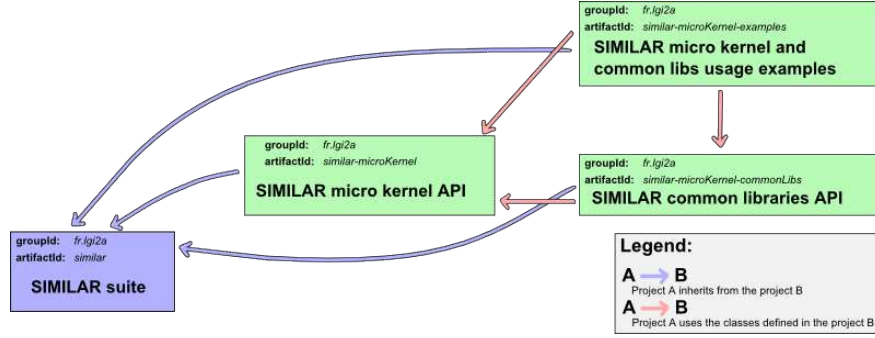 groupId: fr.lgi2a
artifactId: similar-microKernel-examples
SIMILAR micro kernel and
common libs usage examples
groupId: fr.lgi2a
artifactId: similar-microKernel
SIMILAR micro kernel API
groupId: fr.lgi2a
artifactId: similar-microKernel-commonLibs
SIMILAR common libraries API
groupId: fr.lgi2a
artifactId: similar
SIMILAR suite
Legend:
A B
Project A inherits from the project B
A B
Project A uses the classes defined in the project B